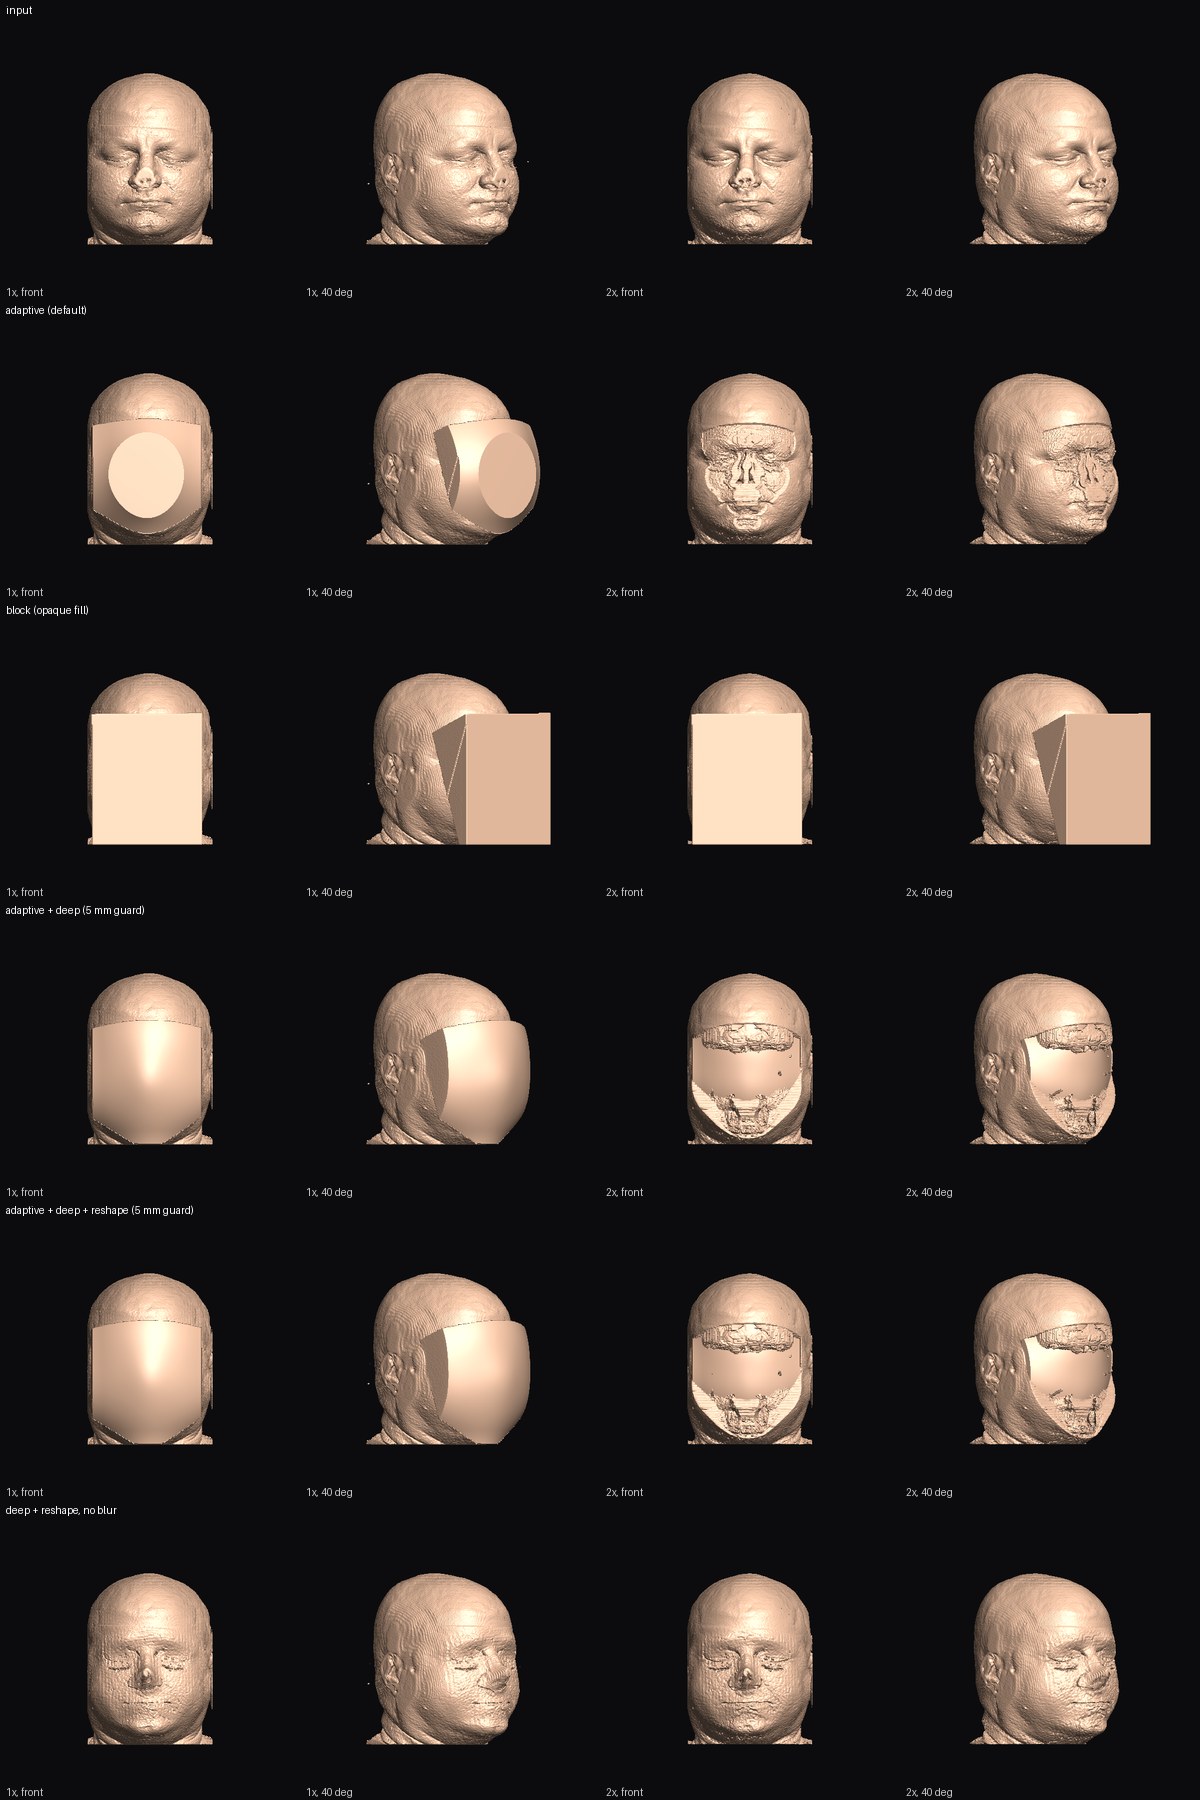 input
1x, front 1x, 40 deg 2x, front 2x, 40 deg
adaptive (default)
1x, front 1x, 40 deg 2x, front 2x, 40 deg
block (opaque fill)
1x, front 1x, 40 deg 2x, front 2x, 40 deg
adaptive + deep (5 mm guard)
1x, front 1x, 40 deg 2x, front 2x, 40 deg
adaptive + deep + reshape (5 mm guard)
1x, front 1x, 40 deg 2x, front 2x, 40 deg
deep + reshape, no blur
1x, front 1x, 40 deg 2x, front 2x, 40 deg